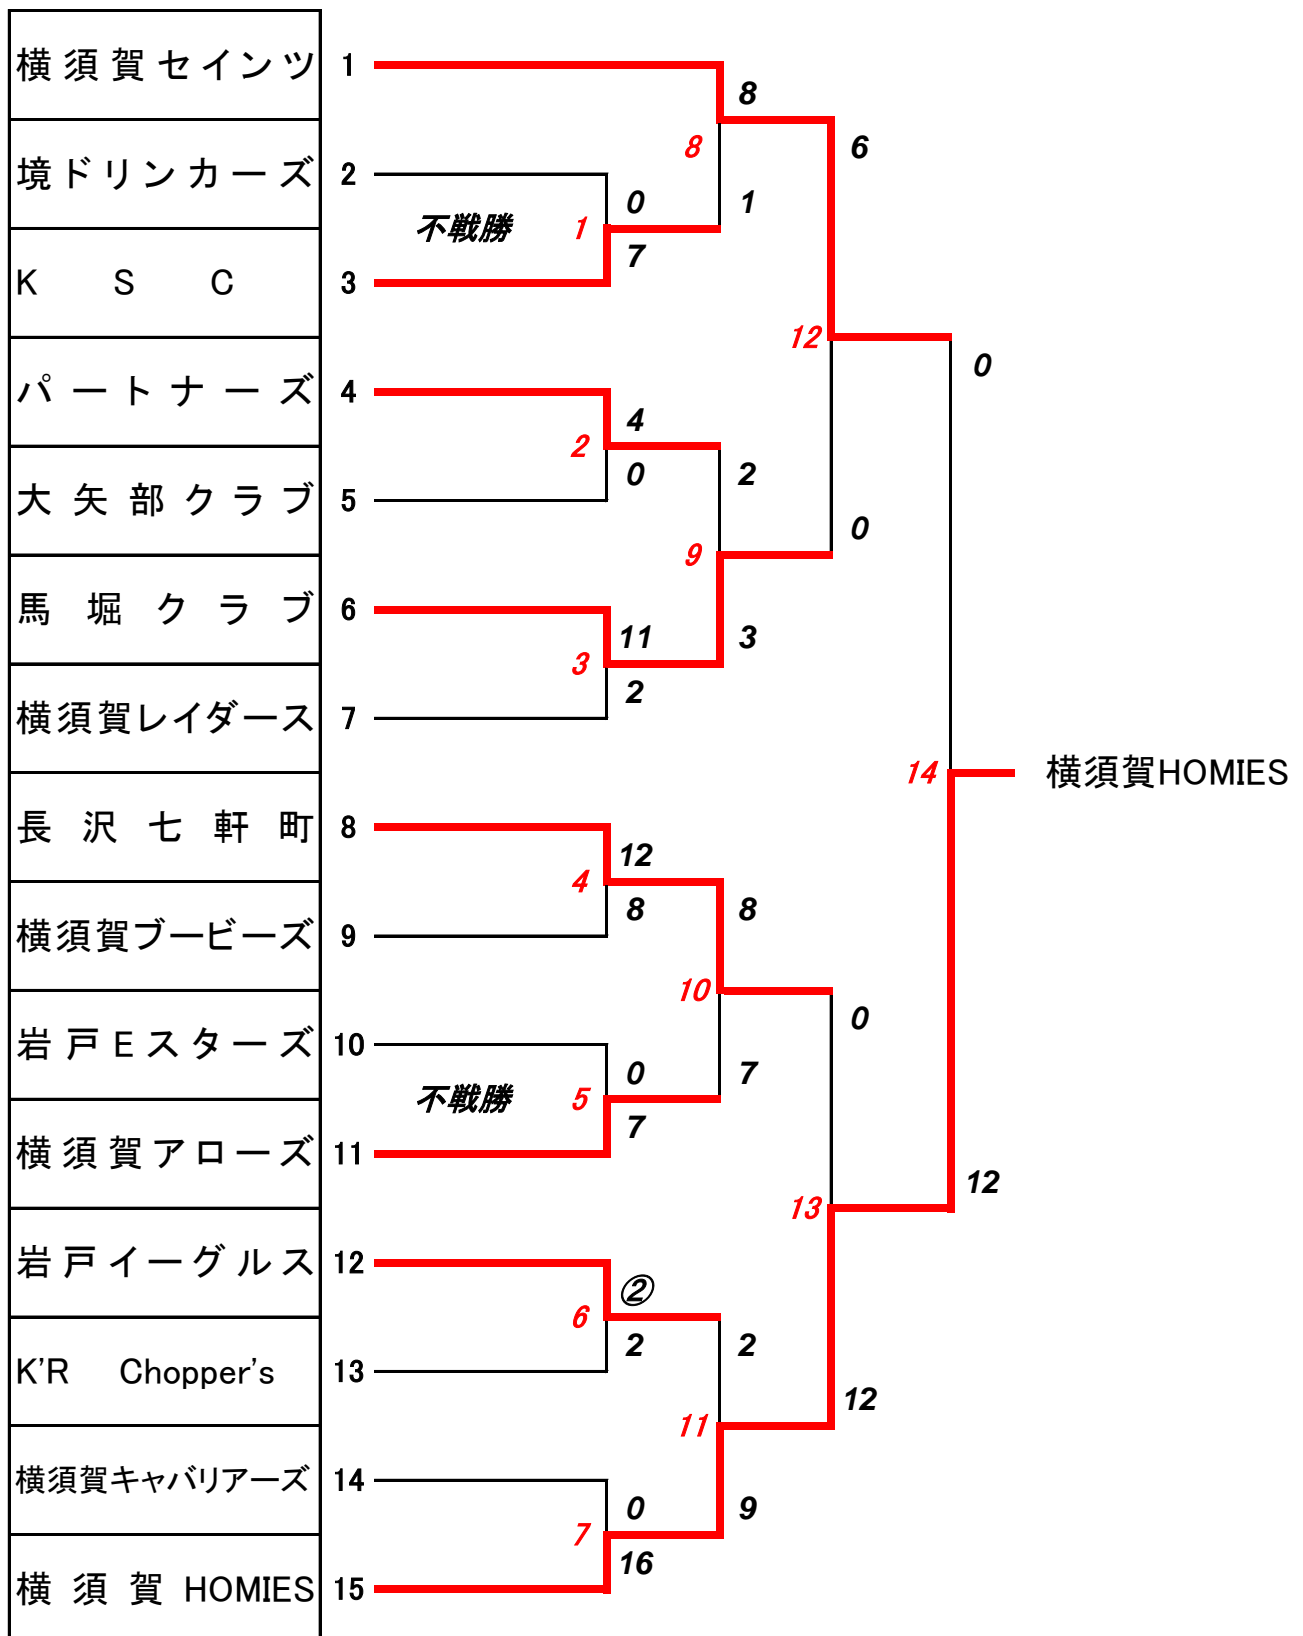 横須賀セインツ 1
8
8 6
境ドリンカーズ 2
0 1
不戦勝 1
7
K S C 3
12
0
パートナーズ 4
4
2
0 2
大矢部クラブ 5
0
9
馬堀クラブ 6
11 3
3
2
横須賀レイダース 7
14 横須賀HOMIES
長沢七軒町 8
12
4
8 8
横須賀ブービーズ 9
10
0
岩戸Eスターズ 10
0 7
不戦勝 5
7
横須賀アローズ 11
12
13
岩戸イーグルス 12
②
6
2 2
K'R Chopper's 13
12
11
横須賀キャバリアーズ 14
0 9
7
16
横須賀 HOMIES 15